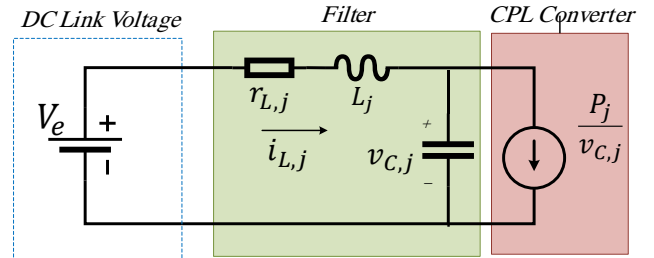 DC Link Voltage
Filter
CPL Converter
V_e
+
−
r_{L,j}
L_j
i_{L,j}
+
v_{C,j}
−
P_j
v_{C,j}